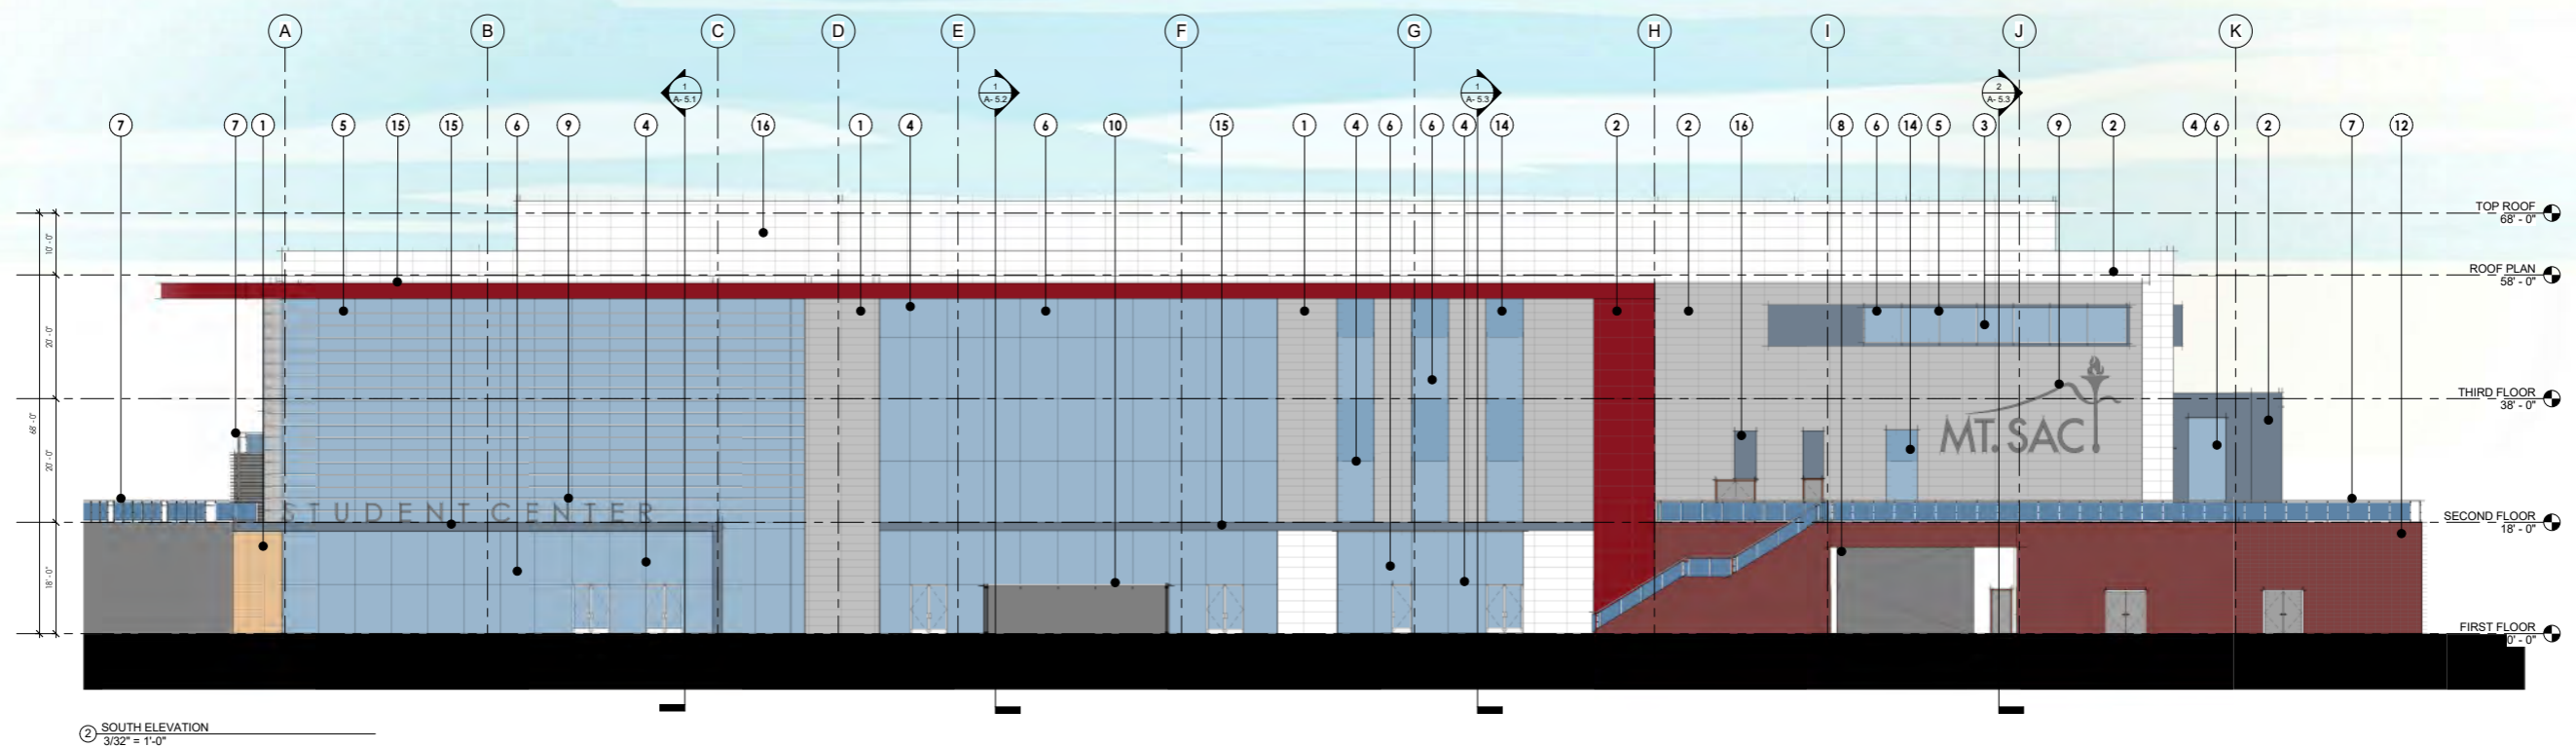 A B C D E F G H I J K
1 1 1 2
A- 5.1 A- 5.2 A- 5.3 A- 5.3
7 7 1 5 15 15 6 9 4 16 1 4 6 10 15 1 4 6 6 4 14 2 2 16 8 6 14 5 3 9 2 4 6 2 7 12
TOP ROOF
68' - 0"
10' - 0"
ROOF PLAN
58' - 0"
20' - 0"
THIRD FLOOR
38' - 0"
MT. SAC
68' - 0"
20' - 0"
STUDENT CENTER
SECOND FLOOR
18' - 0"
18' - 0"
FIRST FLOOR
0' - 0"
2 SOUTH ELEVATION
3/32" = 1'-0"